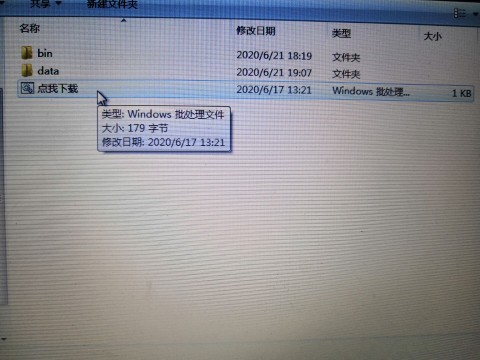 共享 新建文件夹
名称 修改日期 类型 大小
bin 2020/6/21 18:19 文件夹
data 2020/6/21 19:07 文件夹
点我下载 2020/6/17 13:21 Windows 批处理... 1 KB
类型: Windows 批处理文件
大小: 179 字节
修改日期: 2020/6/17 13:21